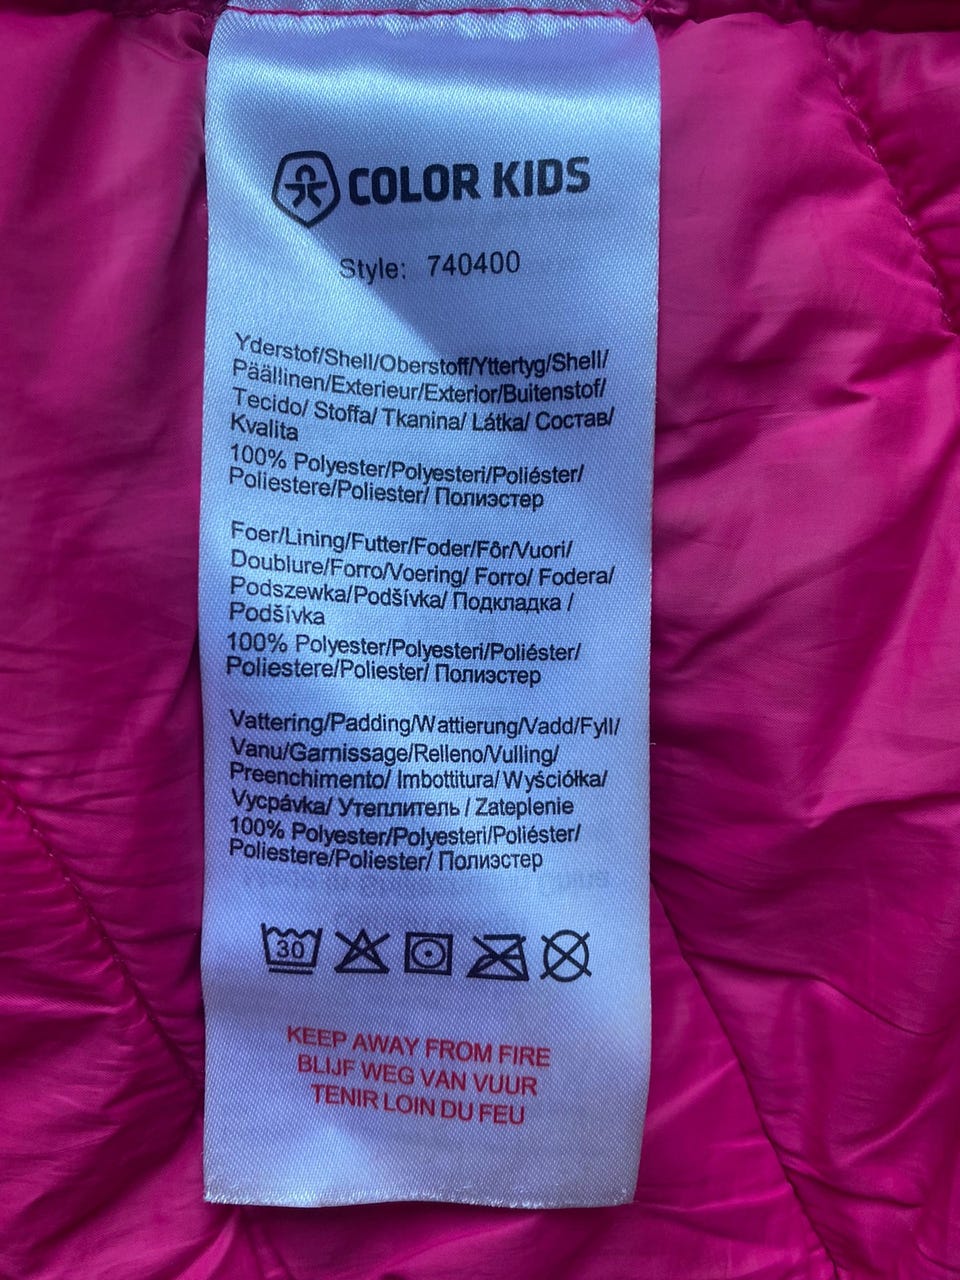 COLOR KIDS
Style: 740400
Yderstof/Shell/Oberstoff/Yttertyg/Shell/
Päällinen/Exterieur/Exterior/Buitenstof/
Tecido/ Stoffa/ Tkanina/ Látka/ Состав/
Kvalita
100% Polyester/Polyesteri/Poliéster/
Poliestere/Poliester/ Полиэстер
Foer/Lining/Futter/Foder/Fôr/Vuori/
Doublure/Forro/Voering/ Forro/ Fodera/
Podszewka/Podšívka/ Подкладка /
Podšívka
100% Polyester/Polyesteri/Poliéster/
Poliestere/Poliester/ Полиэстер
Vattering/Padding/Wattierung/Vadd/Fyll/
Vanu/Garnissage/Relleno/Vulling/
Preenchimento/ Imbottitura/ Wyściółka/
Vycpávka/ Утеплитель / Zateplenie
100% Polyester/Polyesteri/Poliéster/
Poliestere/Poliester/ Полиэстер
30
KEEP AWAY FROM FIRE
BLIJF WEG VAN VUUR
TENIR LOIN DU FEU